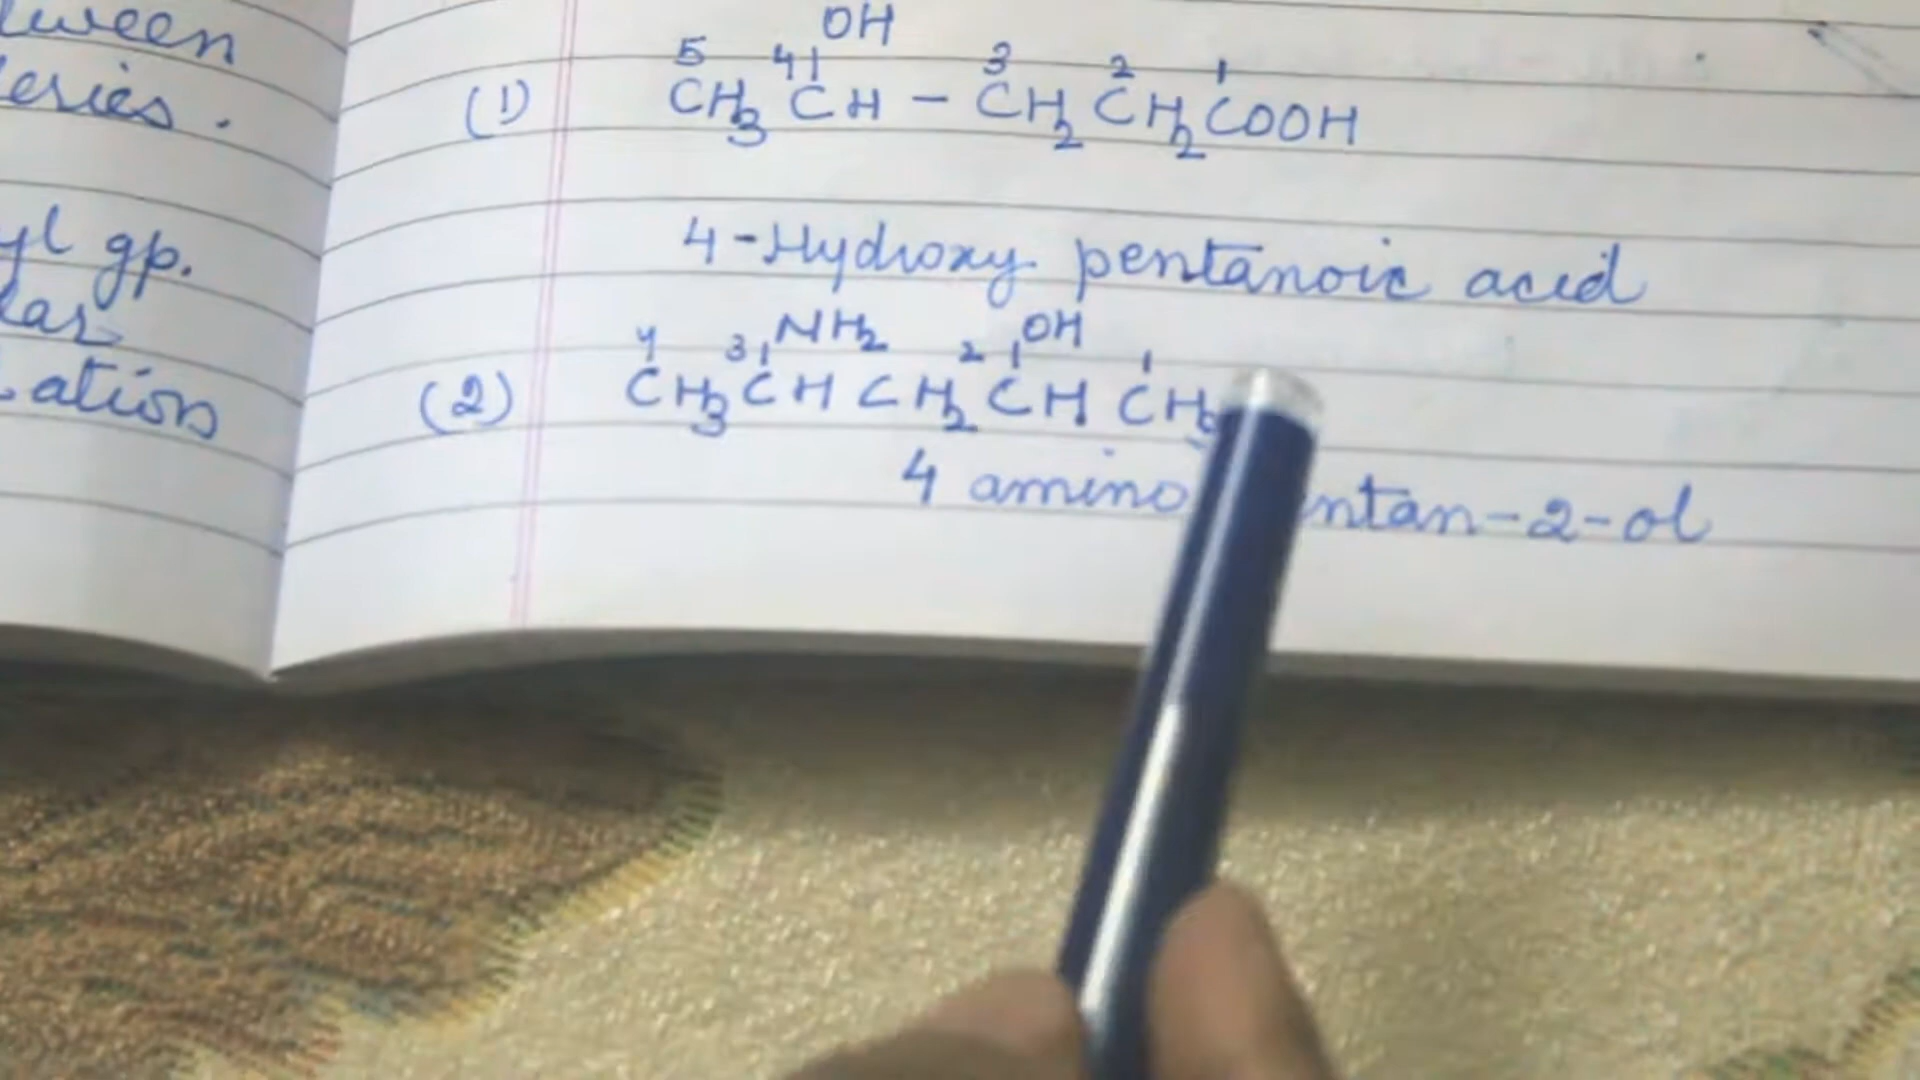 OH
5 4 3 2 1
(1) CH3 CH - CH2 CH2 COOH
4-Hydroxy pentanoic acid
4 3 NH2 2 OH 1
(2) CH3 CH CH2 CH CH
4 amino ntan-2-ol
ween
eries.
yl gp.
lar
ation